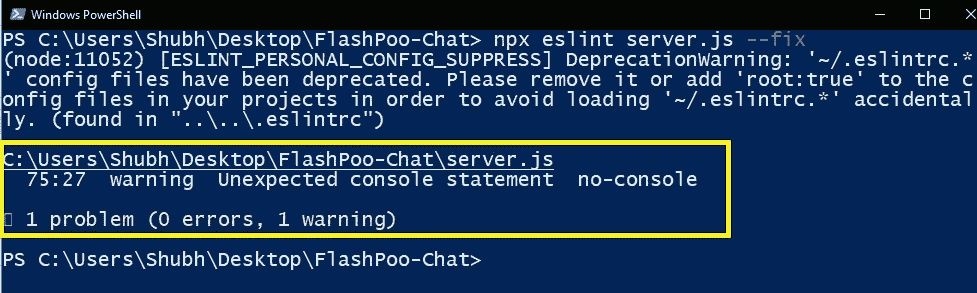 Windows PowerShell
PS C:\Users\Shubh\Desktop\FlashPoo-Chat> npx eslint server.js --fix
(node:11052) [ESLINT_PERSONAL_CONFIG_SUPPRESS] DeprecationWarning: '~/.eslintrc.*
' config files have been deprecated. Please remove it or add 'root:true' to the c
onfig files in your projects in order to avoid loading '~/.eslintrc.*' accidental
ly. (found in "..\..\.eslintrc")
C:\Users\Shubh\Desktop\FlashPoo-Chat\server.js
75:27 warning Unexpected console statement no-console
1 problem (0 errors, 1 warning)
PS C:\Users\Shubh\Desktop\FlashPoo-Chat>